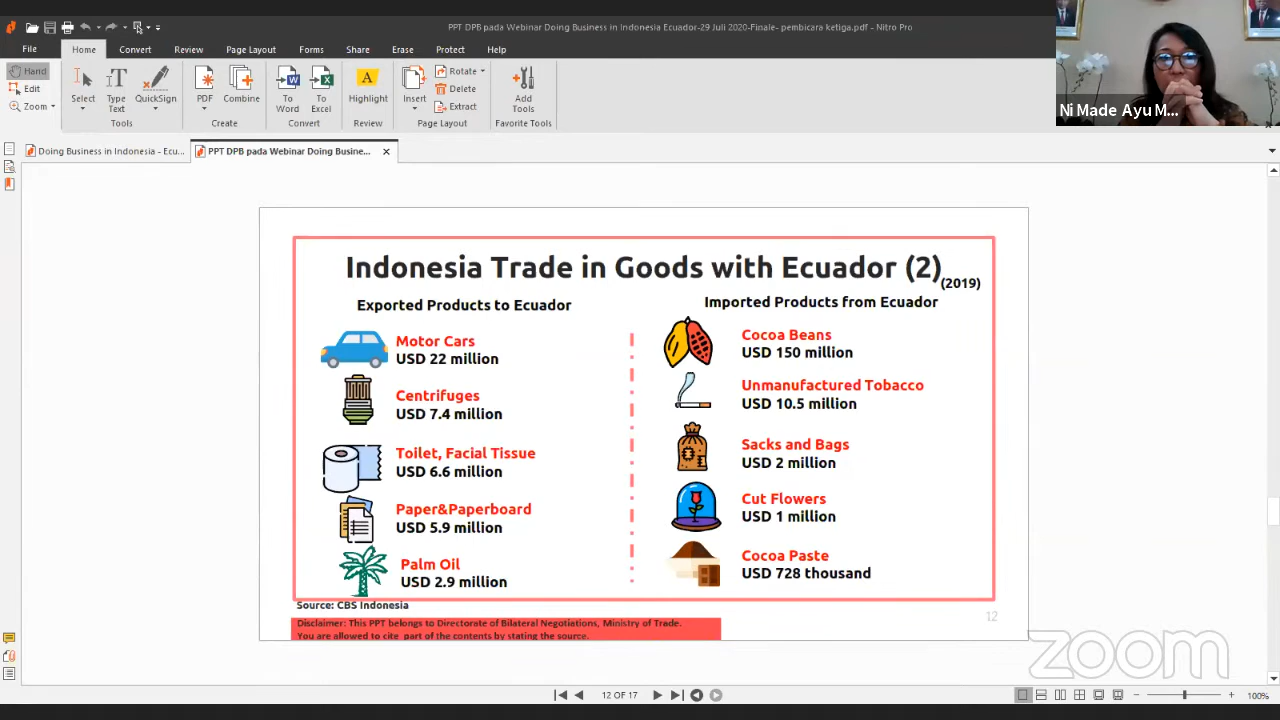 PPT DPB pada Webinar Doing Business in Indonesia Ecuador-29 Juli 2020-Finale- pembicara ketiga.pdf - Nitro Pro
File Home Convert Review Page Layout Forms Share Erase Protect Help
Hand
Edit
Zoom
Select
Type Text
QuickSign
Tools
PDF
Combine
Create
To Word
To Excel
Convert
Highlight
Review
Insert
Rotate
Delete
Extract
Page Layout
Add Tools
Favorite Tools
Ni Made Ayu M...
Doing Business in Indonesia - Ecu...
PPT DPB pada Webinar Doing Busine...
Indonesia Trade in Goods with Ecuador (2)
(2019)
Exported Products to Ecuador
Motor Cars
USD 22 million
Centrifuges
USD 7.4 million
Toilet, Facial Tissue
USD 6.6 million
Paper&Paperboard
USD 5.9 million
Palm Oil
USD 2.9 million
Imported Products from Ecuador
Cocoa Beans
USD 150 million
Unmanufactured Tobacco
USD 10.5 million
Sacks and Bags
USD 2 million
Cut Flowers
USD 1 million
Cocoa Paste
USD 728 thousand
Source: CBS Indonesia
Disclaimer: This PPT belongs to Directorate of Bilateral Negotiations, Ministry of Trade.
You are allowed to cite part of the contents by stating the source.
12
zoom
12 OF 17
100%